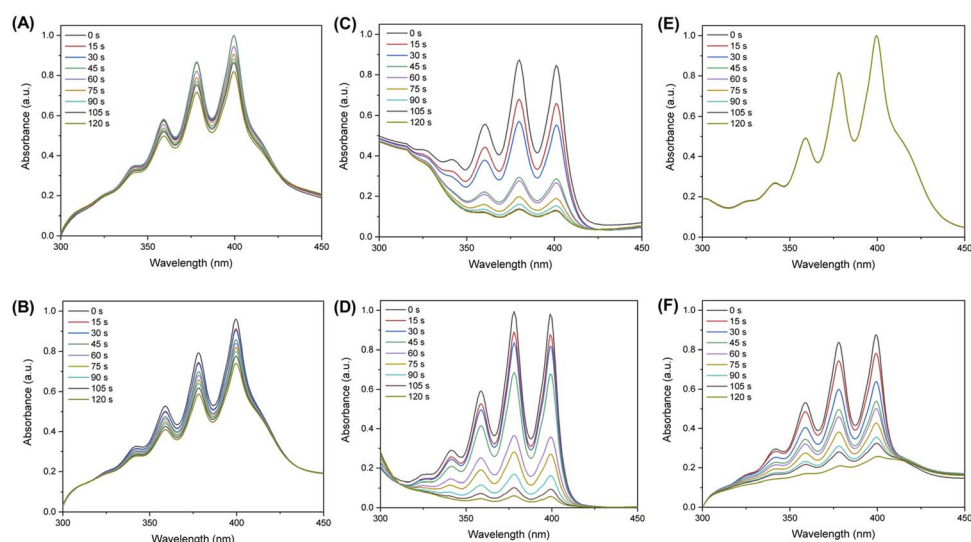 (A)
0 s
15 s
30 s
45 s
60 s
75 s
90 s
105 s
120 s
Absorbance (a.u.)
1.0
0.8
0.6
0.4
0.2
0.0
300
350
400
450
Wavelength (nm)
(C)
0 s
15 s
30 s
45 s
60 s
75 s
90 s
105 s
120 s
Absorbance (a.u.)
1.0
0.8
0.6
0.4
0.2
0.0
300
350
400
450
Wavelength (nm)
(E)
0 s
15 s
30 s
45 s
60 s
75 s
90 s
105 s
120 s
Absorbance (a.u.)
1.0
0.8
0.6
0.4
0.2
0.0
300
350
400
450
Wavelength (nm)
(B)
0 s
15 s
30 s
45 s
60 s
75 s
90 s
105 s
120 s
Absorbance (a.u.)
1.0
0.8
0.6
0.4
0.2
0.0
300
350
400
450
Wavelength (nm)
(D)
0 s
15 s
30 s
45 s
60 s
75 s
90 s
105 s
120 s
Absorbance (a.u.)
1.0
0.8
0.6
0.4
0.2
0.0
300
350
400
450
Wavelength (nm)
(F)
0 s
15 s
30 s
45 s
60 s
75 s
90 s
105 s
120 s
Absorbance (a.u.)
1.0
0.8
0.6
0.4
0.2
0.0
300
350
400
450
Wavelength (nm)